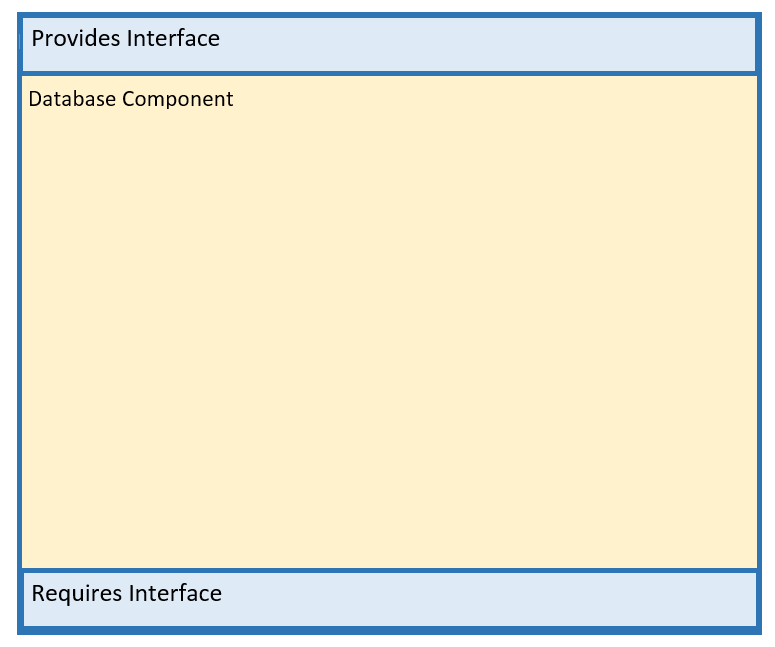 Provides Interface
Database Component
Requires Interface